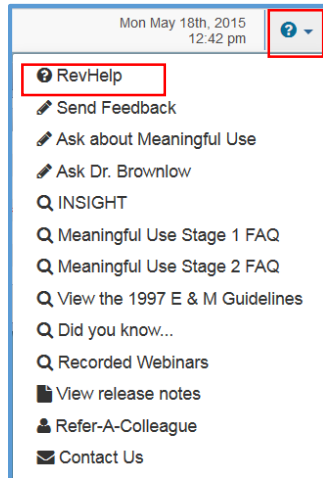 Mon May 18th, 2015
12:42 pm
RevHelp
Send Feedback
Ask about Meaningful Use
Ask Dr. Brownlow
INSIGHT
Meaningful Use Stage 1 FAQ
Meaningful Use Stage 2 FAQ
View the 1997 E & M Guidelines
Did you know...
Recorded Webinars
View release notes
Refer-A-Colleague
Contact Us